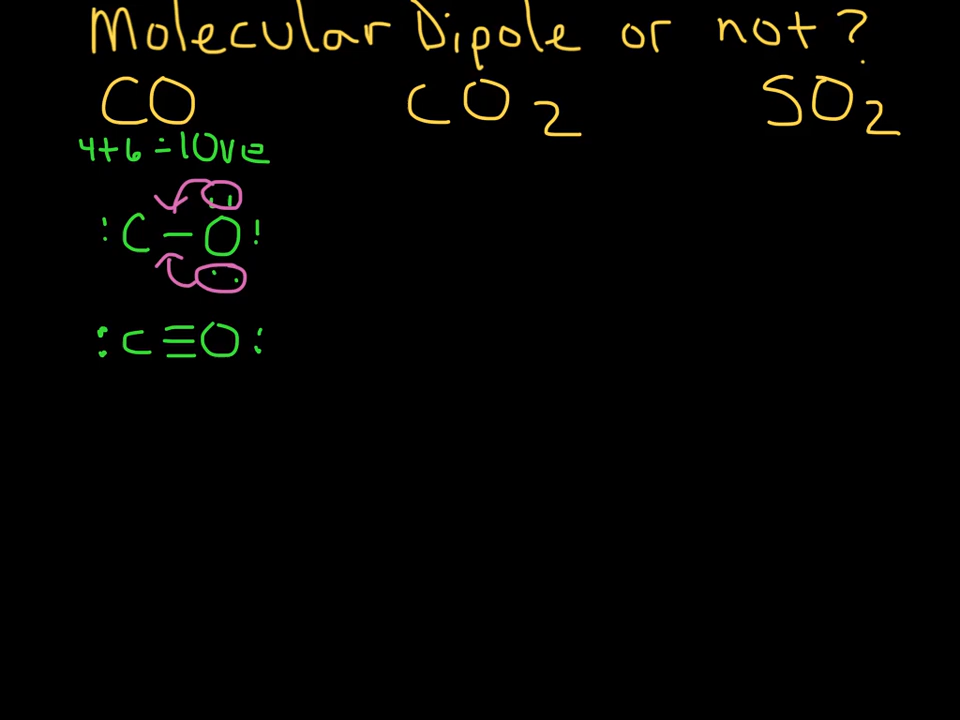 Molecular Dipole or not?
CO CO2 SO2
4+6=10ve
:C-O:
:C≡O: